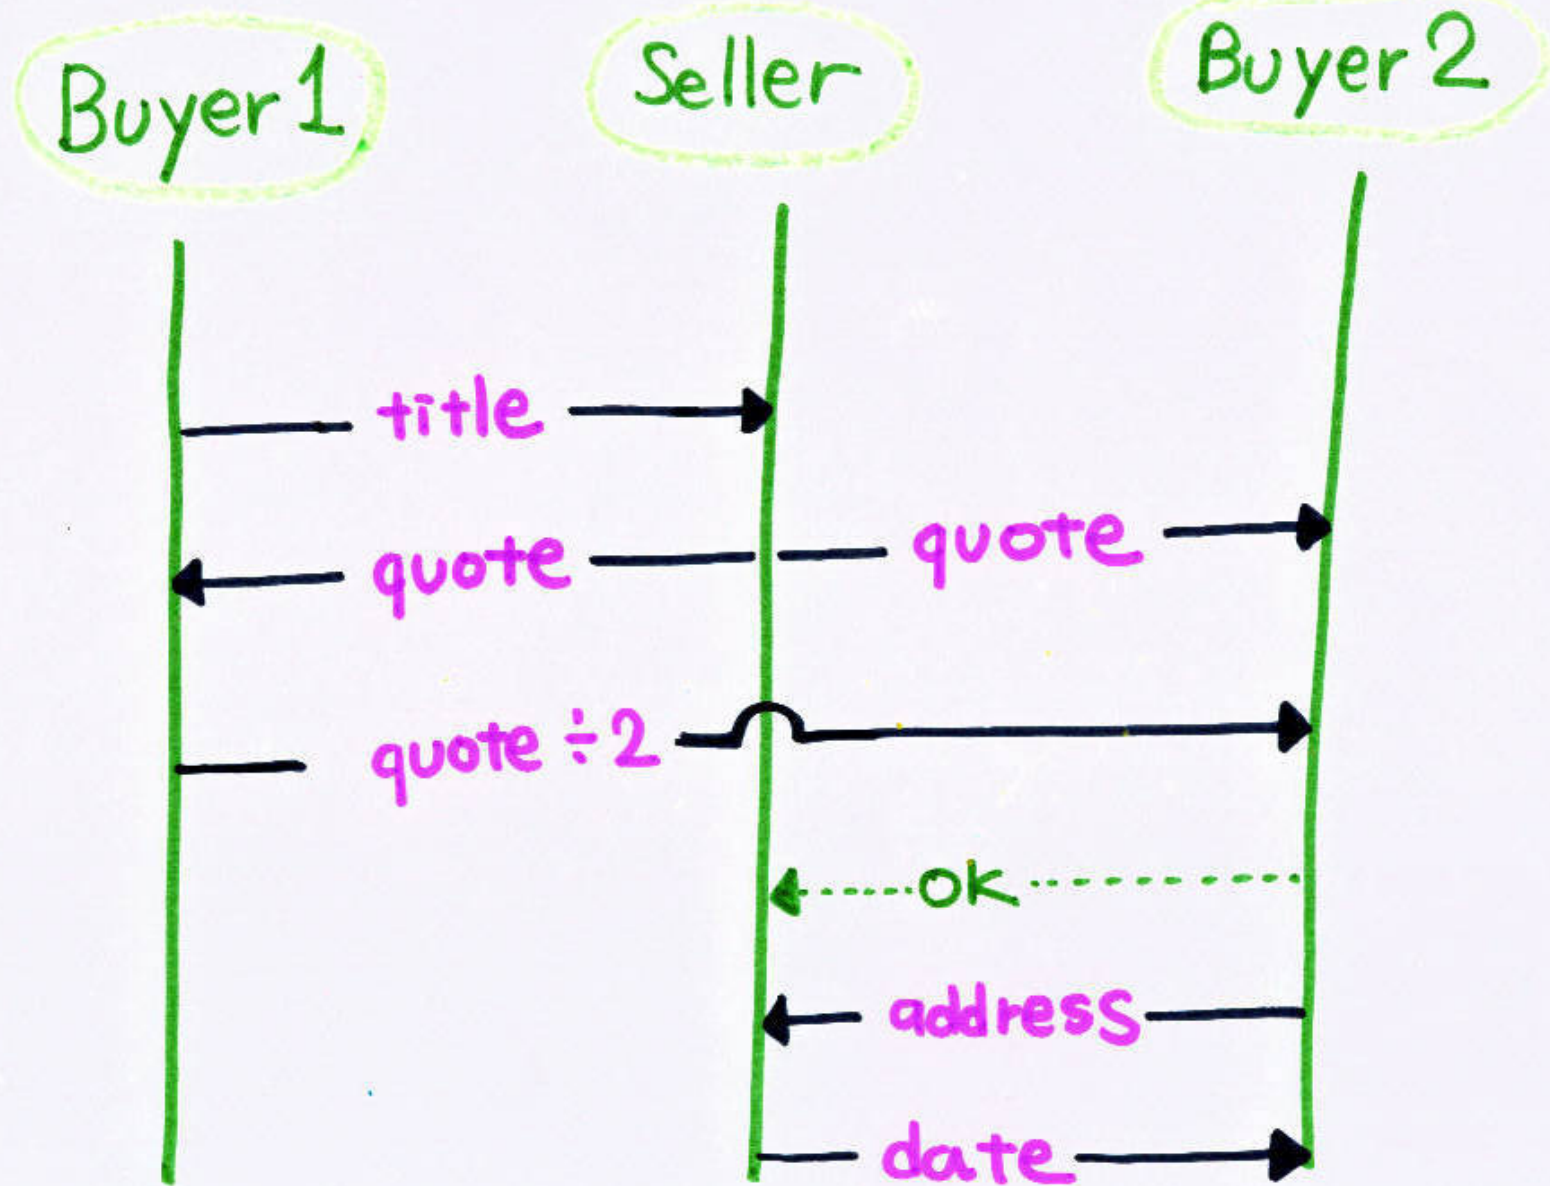 Buyer 1
Seller
Buyer 2
title
quote
quote
quote ÷ 2
ok
address
date